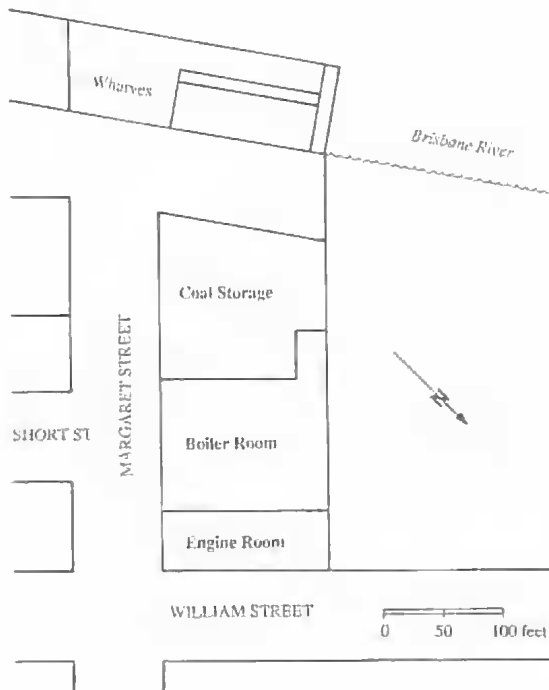 Wharves
Brisbane River
Coal Storage
MARGARET STREET
N
SHORT ST
Boiler Room
Engine Room
WILLIAM STREET
0 50 100 feet